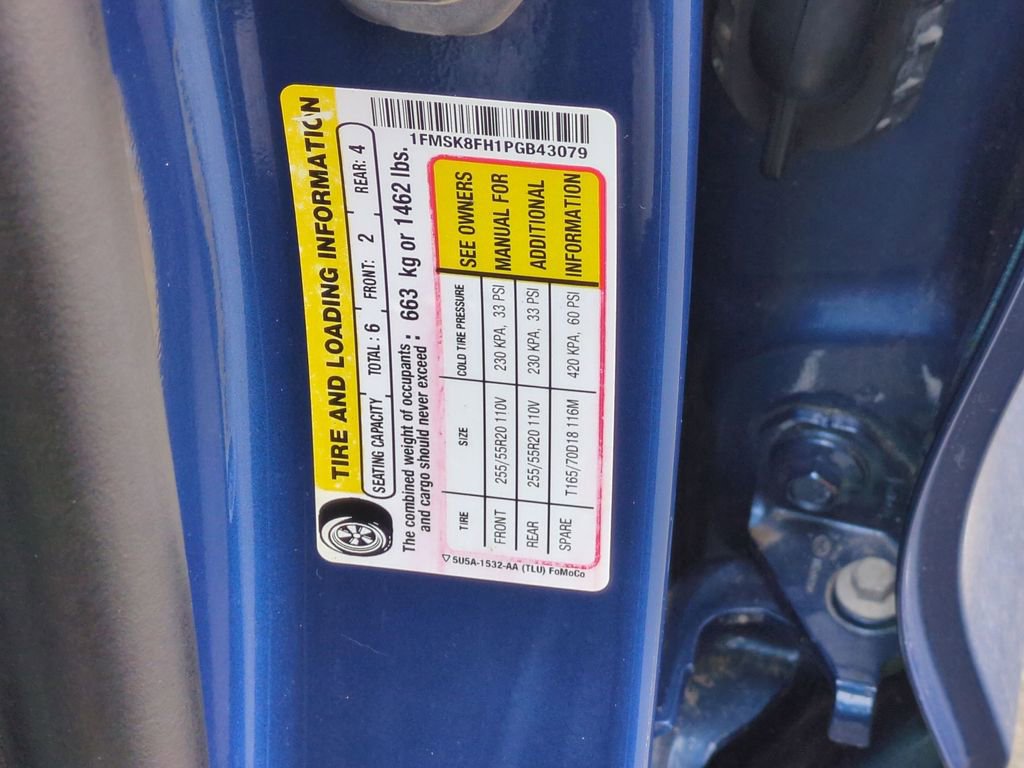 TIRE AND LOADING INFORMATION
SEATING CAPACITY TOTAL: 6 FRONT: 2 REAR: 4
The combined weight of occupants
and cargo should never exceed : 663 kg or 1462 lbs.
TIRE SIZE COLD TIRE PRESSURE
FRONT 255/55R20 110V 230 KPA, 33 PSI
REAR 255/55R20 110V 230 KPA, 33 PSI
SPARE T165/70D18 116M 420 KPA, 60 PSI
SEE OWNERS
MANUAL FOR
ADDITIONAL
INFORMATION
1FMSK8FH1PGB43079
5U5A-1532-AA (TLU) FoMoCo